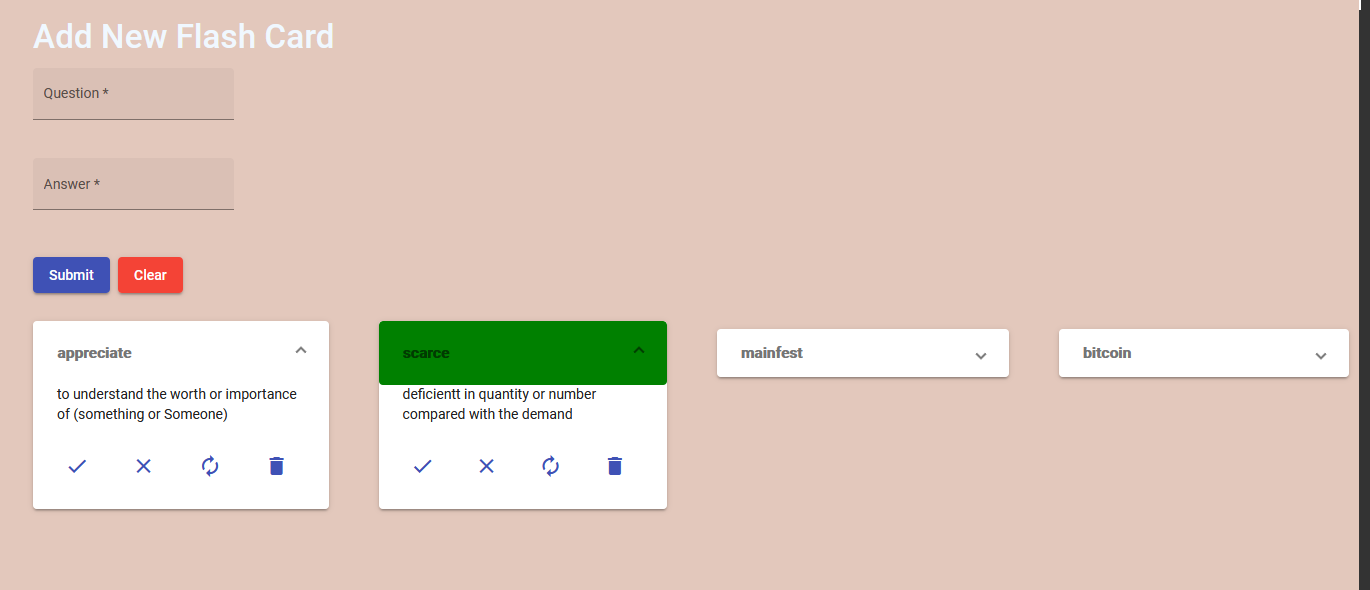 Add New Flash Card
Question *
Answer *
Submit Clear
appreciate
to understand the worth or importance
of (something or Someone)
scarce
deficientt in quantity or number
compared with the demand
mainfest
bitcoin